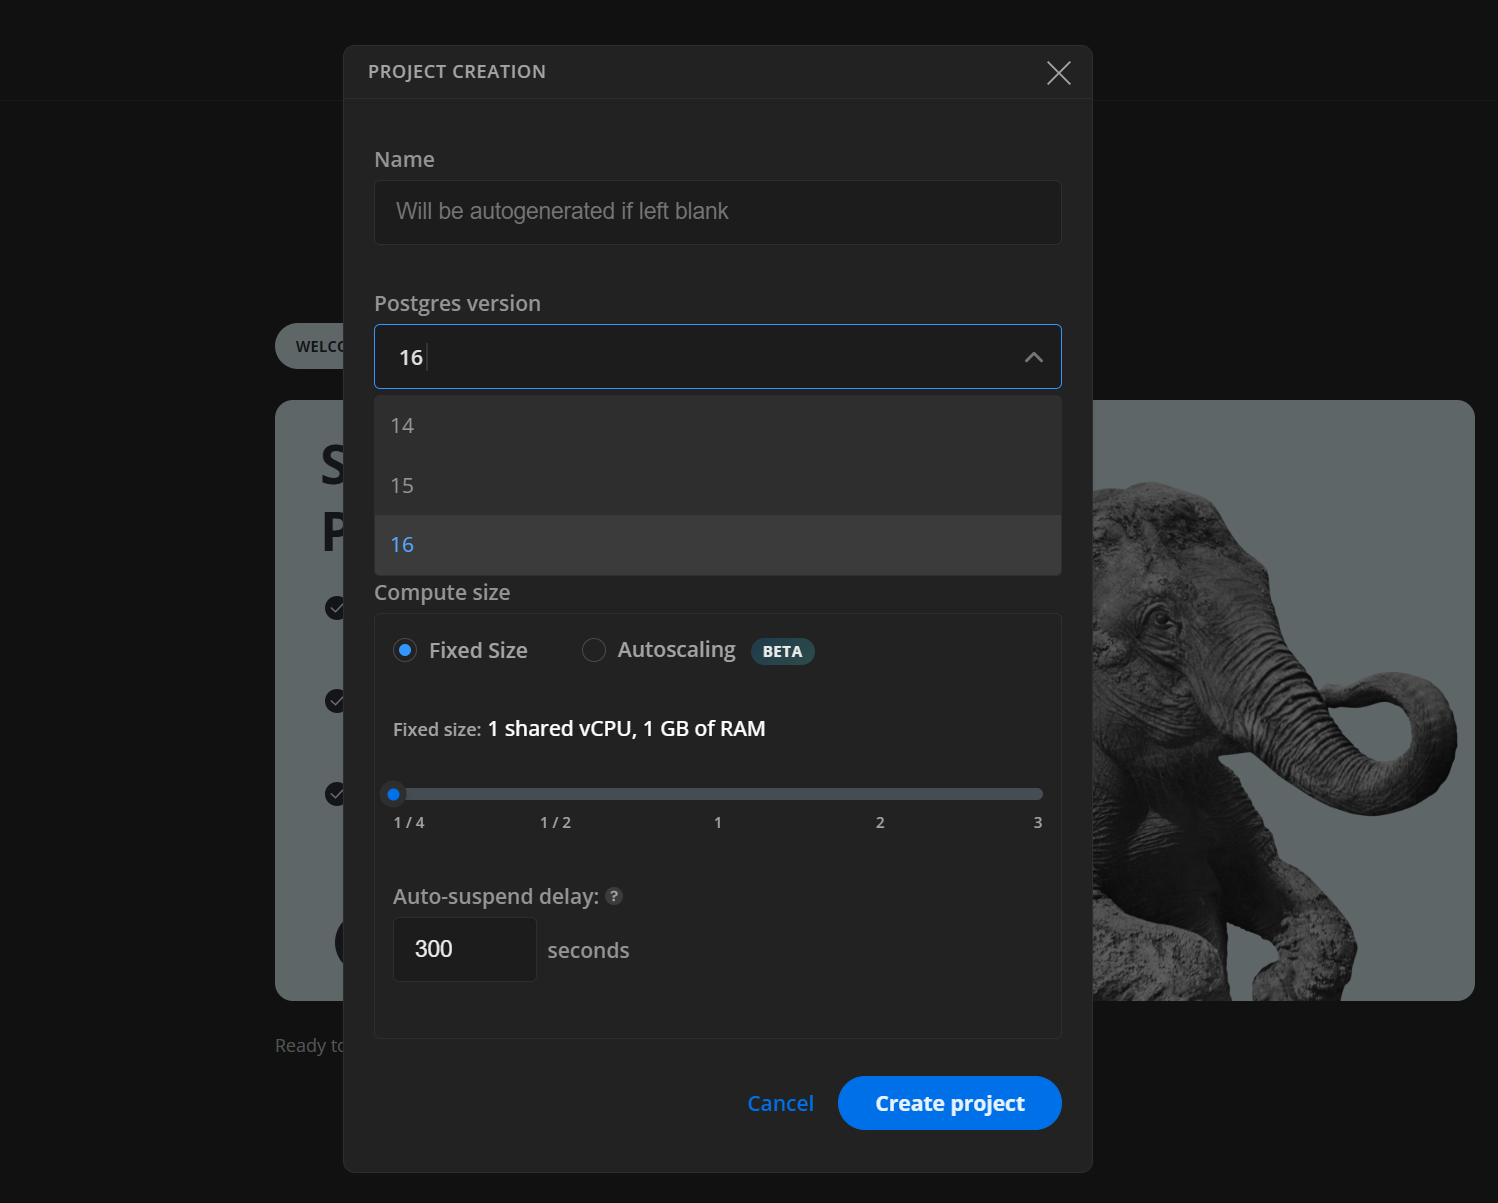 PROJECT CREATION
Name
Will be autogenerated if left blank
Postgres version
WELCO
16
14
S
15
P
16
Compute size
Fixed Size Autoscaling BETA
Fixed size: 1 shared vCPU, 1 GB of RAM
1 / 4 1 / 2 1 2 3
Auto-suspend delay: ?
300 seconds
Ready to
Cancel Create project